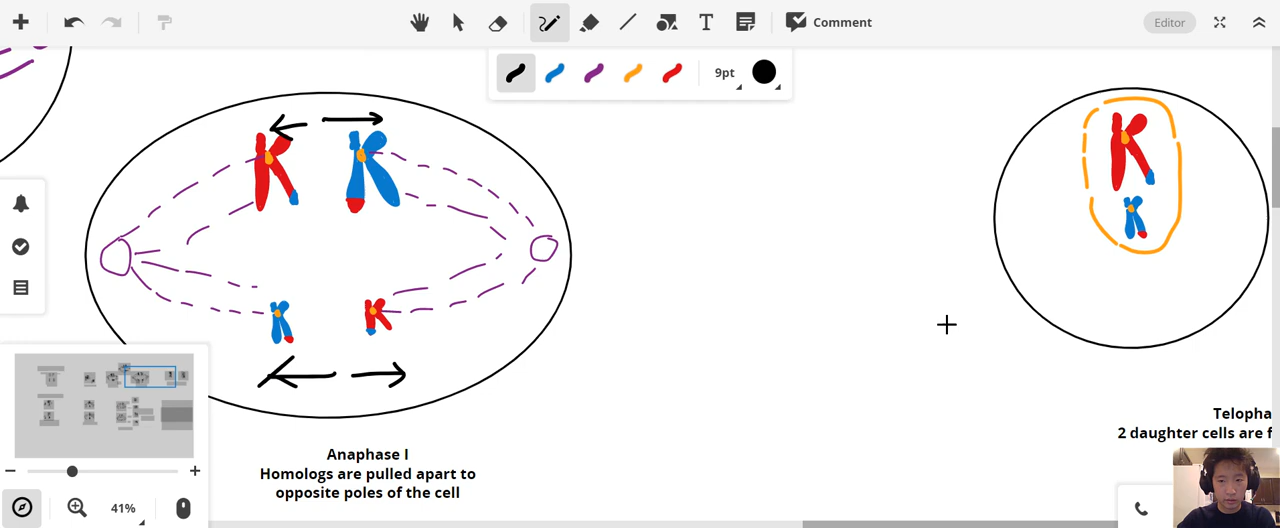 Comment
Editor
9pt
Anaphase I
Homologs are pulled apart to
opposite poles of the cell
Telopha
2 daughter cells are f
41%